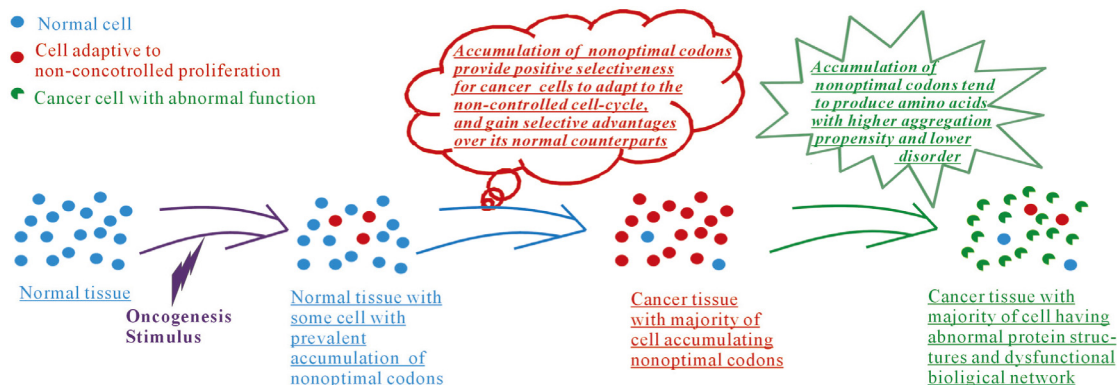 Normal cell
Cell adaptive to
non-concotrolled proliferation
Cancer cell with abnormal function
Accumulation of nonoptimal codons
provide positive selectiveness
for cancer cells to adapt to the
non-controlled cell-cycle,
and gain selective advantages
over its normal counterparts
Accumulation of
nonoptimal codons tend
to produce amino acids
with higher aggregation
propensity and lower
disorder
Normal tissue
Oncogenesis
Stimulus
Normal tissue with
some cell with
prevalent
accumulation of
nonoptimal codons
Cancer tissue
with majority of
cell accumulating
nonoptimal codons
Cancer tissue with
majority of cell having
abnormal protein struc-
tures and dysfunctional
bioligical network